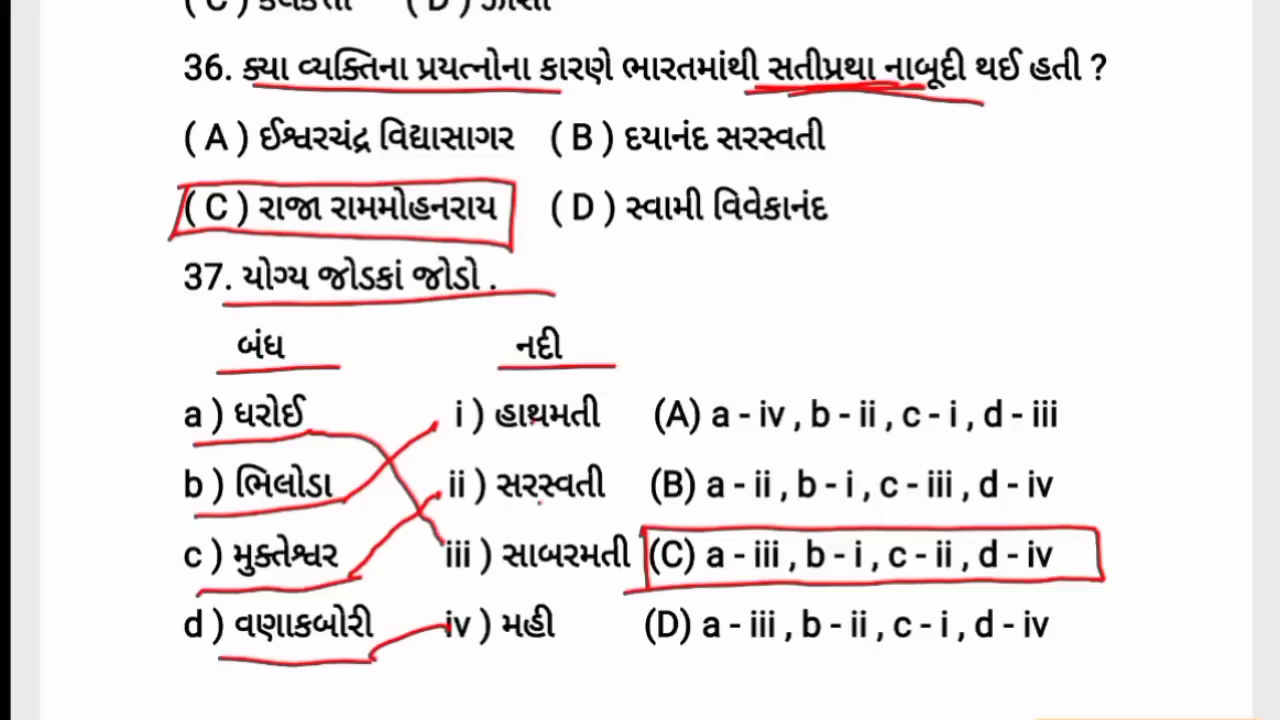 ( C ) કલકત્તા ( D ) ઝાંસી
36. ક્યા વ્યક્તિના પ્રયત્નોના કારણે ભારતમાંથી સતીપ્રથા નાબૂદી થઈ હતી ?
( A ) ઈશ્વરચંદ્ર વિદ્યાસાગર ( B ) દયાનંદ સરસ્વતી
( C ) રાજા રામમોહનરાય ( D ) સ્વામી વિવેકાનંદ
37. યોગ્ય જોડકાં જોડો .
બંધ નદી
a ) ધરોઈ i ) હાથમતી (A) a - iv , b - ii , c - i , d - iii
b ) ભિલોડા ii ) સરસ્વતી (B) a - ii , b - i , c - iii , d - iv
c ) મુક્તેશ્વર iii ) સાબરમતી (C) a - iii , b - i , c - ii , d - iv
d ) વણાકબોરી iv ) મહી (D) a - iii , b - ii , c - i , d - iv